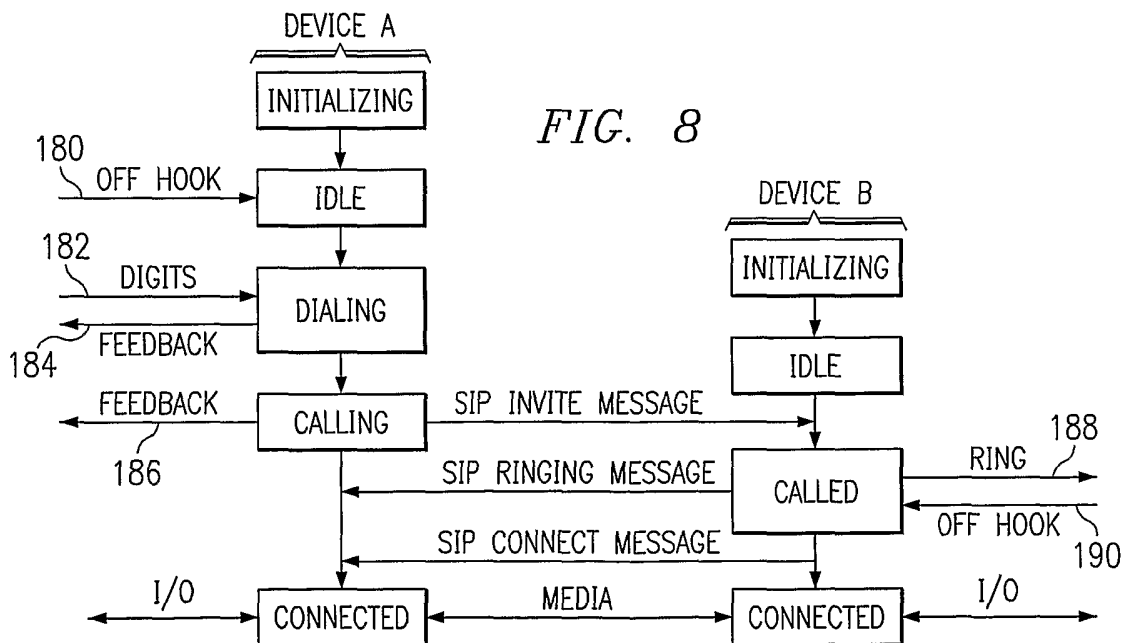 DEVICE A
INITIALIZING
FIG. 8
180
OFF HOOK
IDLE
DEVICE B
182
DIGITS
INITIALIZING
DIALING
184
FEEDBACK
IDLE
FEEDBACK
CALLING
SIP INVITE MESSAGE
186
188
RING
SIP RINGING MESSAGE
CALLED
OFF HOOK
190
SIP CONNECT MESSAGE
I/O
CONNECTED
MEDIA
CONNECTED
I/O